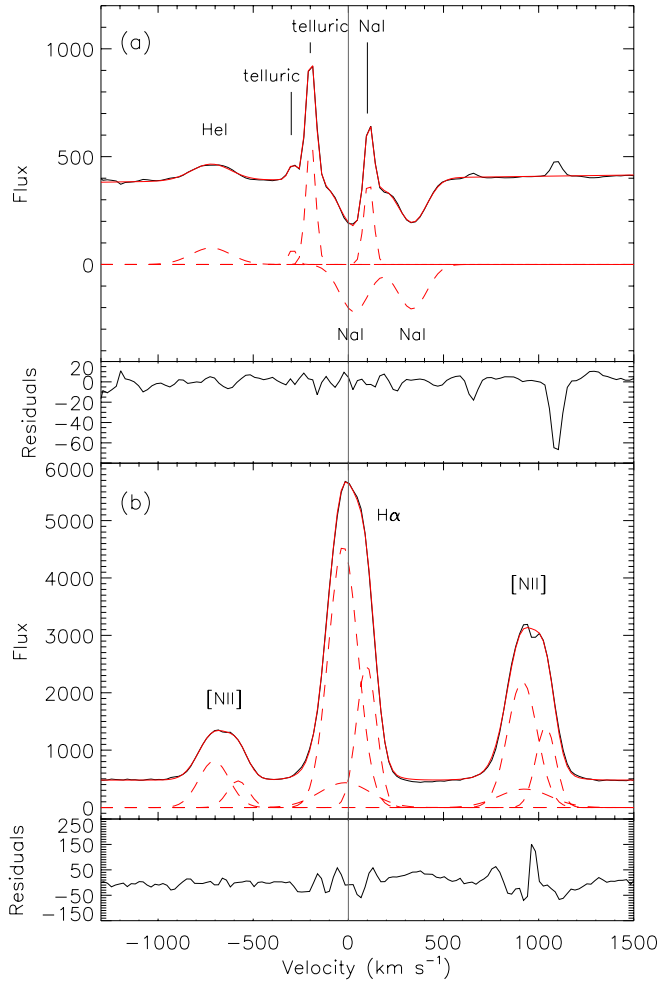 (a)
telluric NaI
telluric
HeI
1000
500
0
Flux
NaI NaI
20
0
−20
−40
−60
Residuals
6000
5000
4000
3000
2000
1000
0
Flux
(b)
Hα
[NII]
[NII]
250
150
50
−50
−150
Residuals
−1000 −500 0 500 1000 1500
Velocity (km s⁻¹)